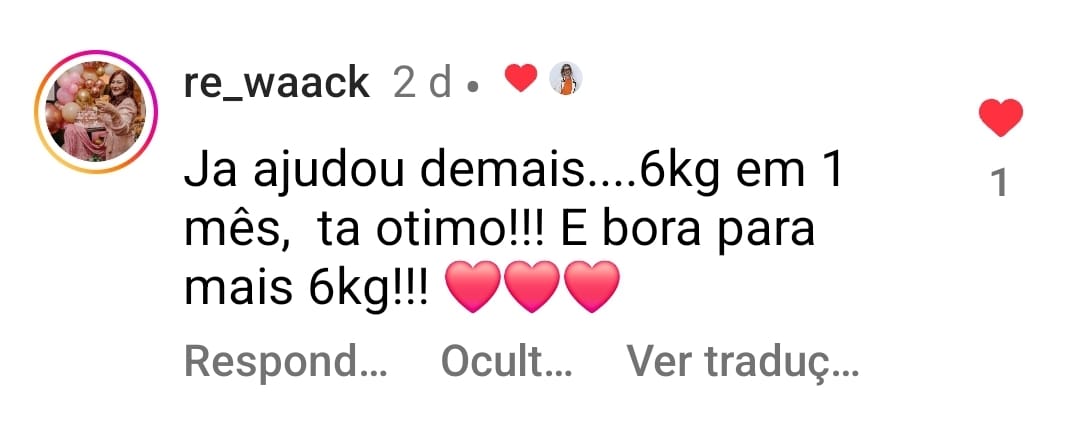 re_waack 2 d •
Ja ajudou demais....6kg em 1
mês,  ta otimo!!! E bora para
mais 6kg!!! 💗💗💗
1
Respond... Ocult... Ver traduç...